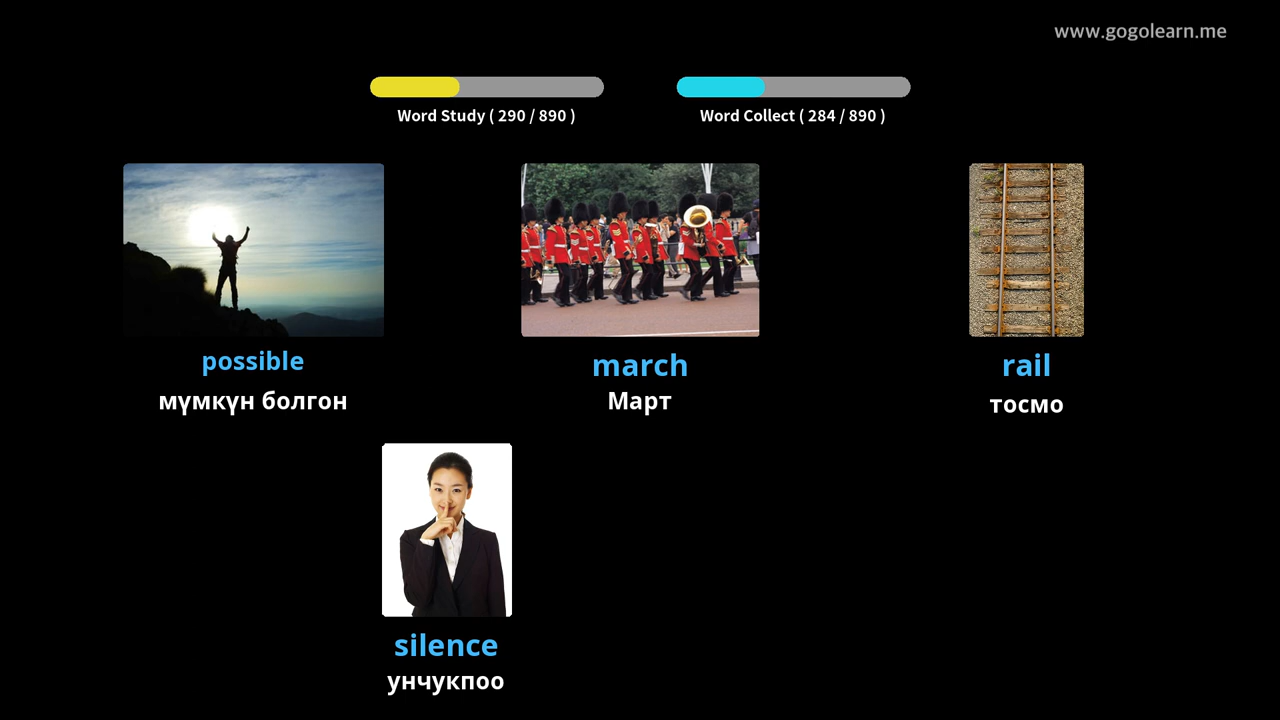 www.gogolearn.me
Word Study ( 290 / 890 )
Word Collect ( 284 / 890 )
possible
мүмкүн болгон
march
Март
rail
тосмо
silence
унчукпоо